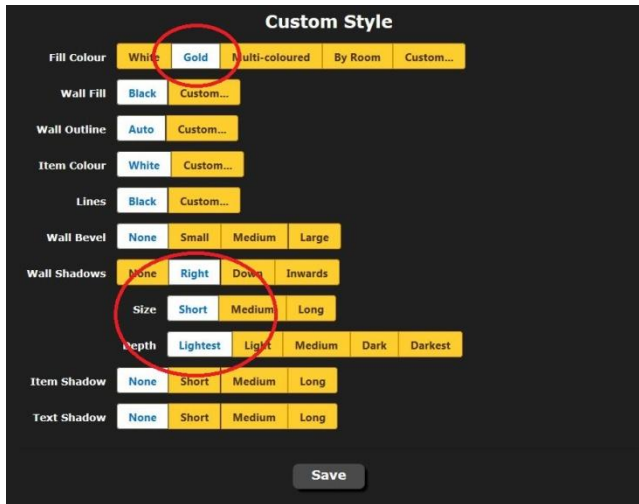 Custom Style
Fill Colour White Gold Multi-coloured By Room Custom...
Wall Fill Black Custom...
Wall Outline Auto Custom...
Item Colour White Custom...
Lines Black Custom...
Wall Bevel None Small Medium Large
Wall Shadows None Right Down Inwards
Size Short Medium Long
Depth Lightest Light Medium Dark Darkest
Item Shadow None Short Medium Long
Text Shadow None Short Medium Long
Save